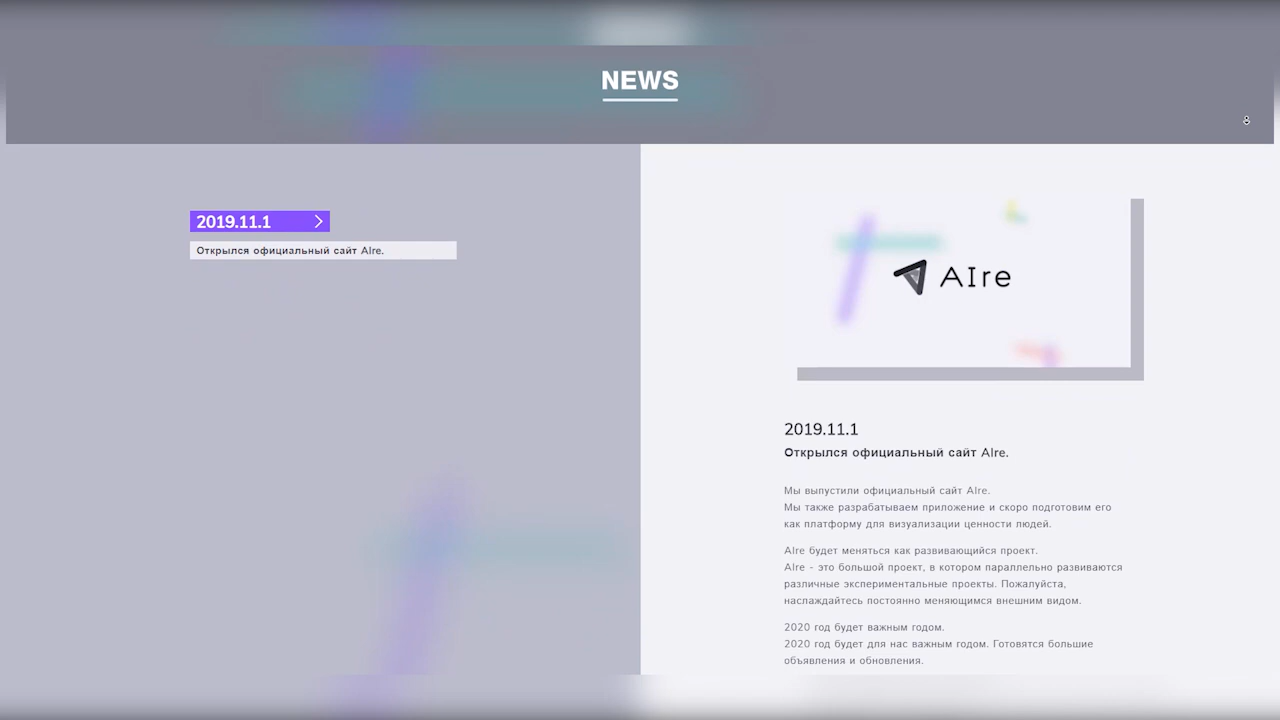 NEWS
2019.11.1
Открылся официальный сайт AIre.
AIre
2019.11.1
Открылся официальный сайт AIre.
Мы выпустили официальный сайт AIre.
Мы также разрабатываем приложение и скоро подготовим его
как платформу для визуализации ценности людей.
AIre будет меняться как развивающийся проект.
AIre - это большой проект, в котором параллельно развиваются
различные экспериментальные проекты. Пожалуйста,
наслаждайтесь постоянно меняющимся внешним видом.
2020 год будет важным годом.
2020 год будет для нас важным годом. Готовятся большие
объявления и обновления.